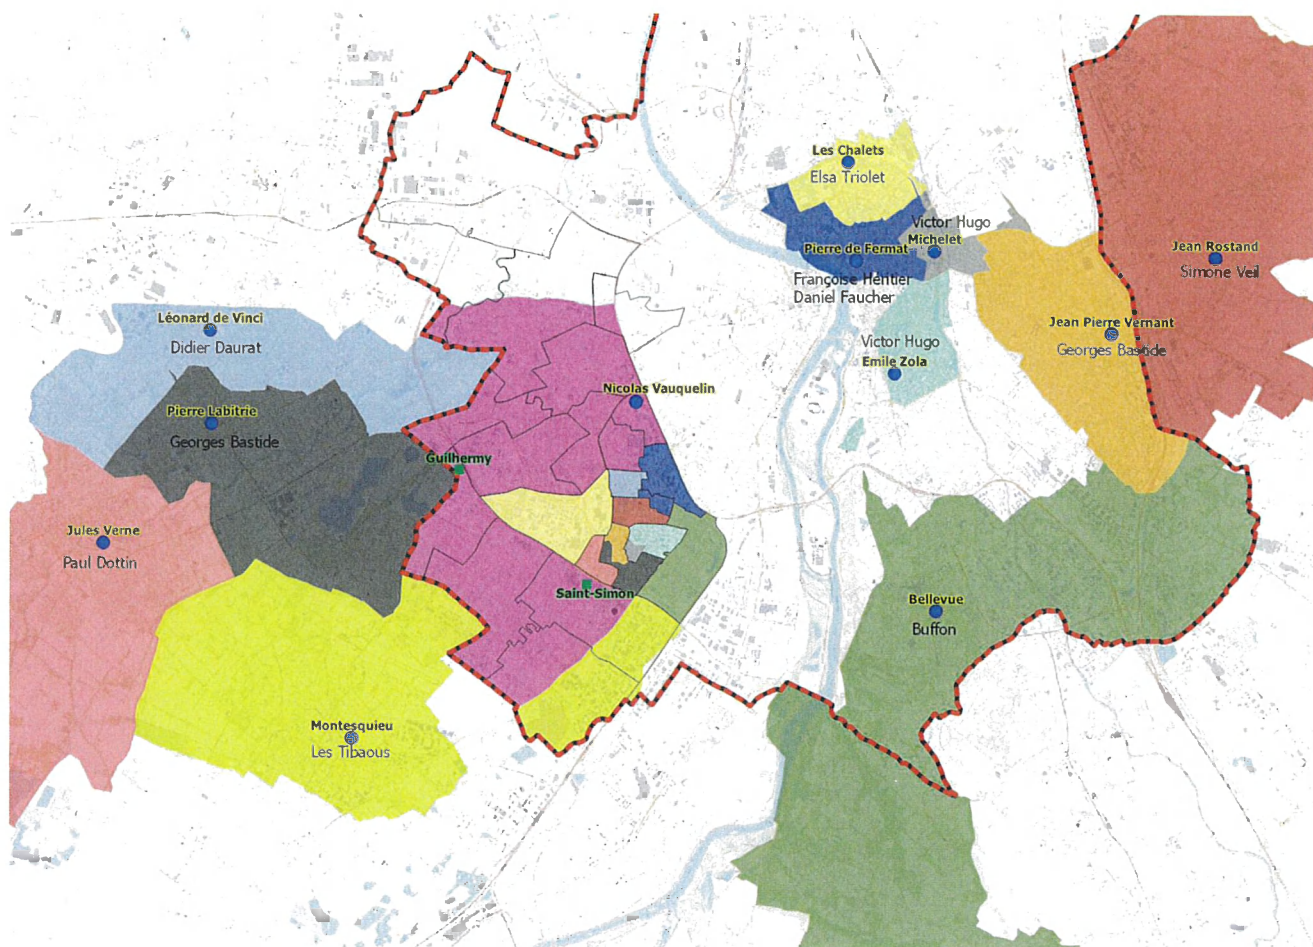 Les Chalets
Elsa Triolet
Victor Hugo
Michelet
Pierre de Fermat
Françoise Héritier
Daniel Faucher
Jean Rostand
Simone Veil
Léonard de Vinci
Didier Daurat
Jean Pierre Vernant
Georges Bastide
Victor Hugo
Emile Zola
Nicolas Vauquelin
Pierre Labitrie
Georges Bastide
Guilhermy
Jules Verne
Paul Dottin
Saint-Simon
Bellevue
Buffon
Montesquieu
Les Tibaous